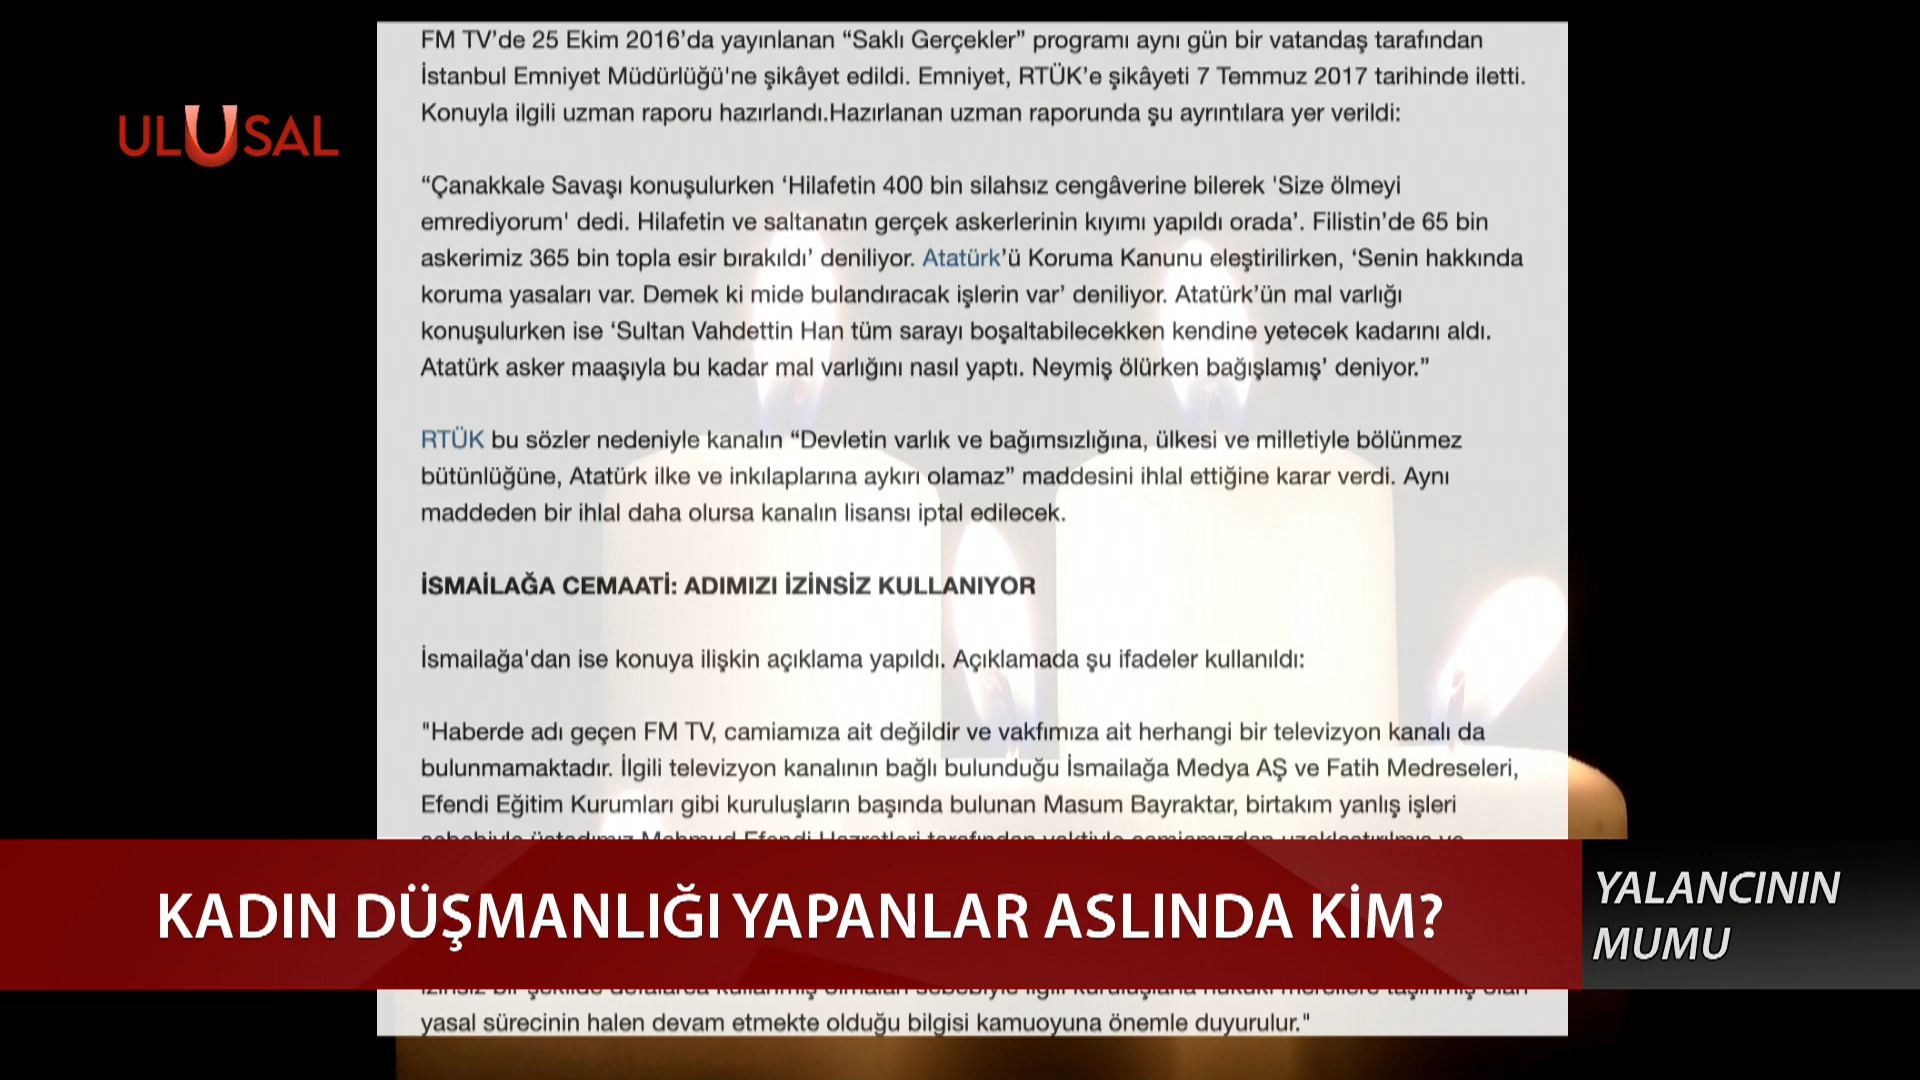 FM TV’de 25 Ekim 2016’da yayınlanan “Saklı Gerçekler” programı aynı gün bir vatandaş tarafından
İstanbul Emniyet Müdürlüğü'ne şikâyet edildi. Emniyet, RTÜK’e şikâyeti 7 Temmuz 2017 tarihinde iletti.
Konuyla ilgili uzman raporu hazırlandı.Hazırlanan uzman raporunda şu ayrıntılara yer verildi:
ULUSAL
“Çanakkale Savaşı konuşulurken ‘Hilafetin 400 bin silahsız cengâverine bilerek 'Size ölmeyi
emrediyorum' dedi. Hilafetin ve saltanatın gerçek askerlerinin kıyımı yapıldı orada’. Filistin’de 65 bin
askerimiz 365 bin topla esir bırakıldı’ deniliyor. Atatürk’ü Koruma Kanunu eleştirilirken, ‘Senin hakkında
koruma yasaları var. Demek ki mide bulandıracak işlerin var’ deniliyor. Atatürk’ün mal varlığı
konuşulurken ise ‘Sultan Vahdettin Han tüm sarayı boşaltabilecekken kendine yetecek kadarını aldı.
Atatürk asker maaşıyla bu kadar mal varlığını nasıl yaptı. Neymiş ölürken bağışlamış’ deniyor.”
RTÜK bu sözler nedeniyle kanalın “Devletin varlık ve bağımsızlığına, ülkesi ve milletiyle bölünmez
bütünlüğüne, Atatürk ilke ve inkılaplarına aykırı olamaz” maddesini ihlal ettiğine karar verdi. Aynı
maddeden bir ihlal daha olursa kanalın lisansı iptal edilecek.
İSMAİLAĞA CEMAATİ: ADIMIZI İZİNSİZ KULLANIYOR
İsmailağa'dan ise konuya ilişkin açıklama yapıldı. Açıklamada şu ifadeler kullanıldı:
"Haberde adı geçen FM TV, camiamıza ait değildir ve vakfımıza ait herhangi bir televizyon kanalı da
bulunmamaktadır. İlgili televizyon kanalının bağlı bulunduğu İsmailağa Medya AŞ ve Fatih Medreseleri,
Efendi Eğitim Kurumları gibi kuruluşların başında bulunan Masum Bayraktar, birtakım yanlış işleri
KADIN DÜŞMANLIĞI YAPANLAR ASLINDA KİM?
YALANCININ
MUMU
yasal sürecinin halen devam etmekte olduğu bilgisi kamuoyuna önemle duyurulur."